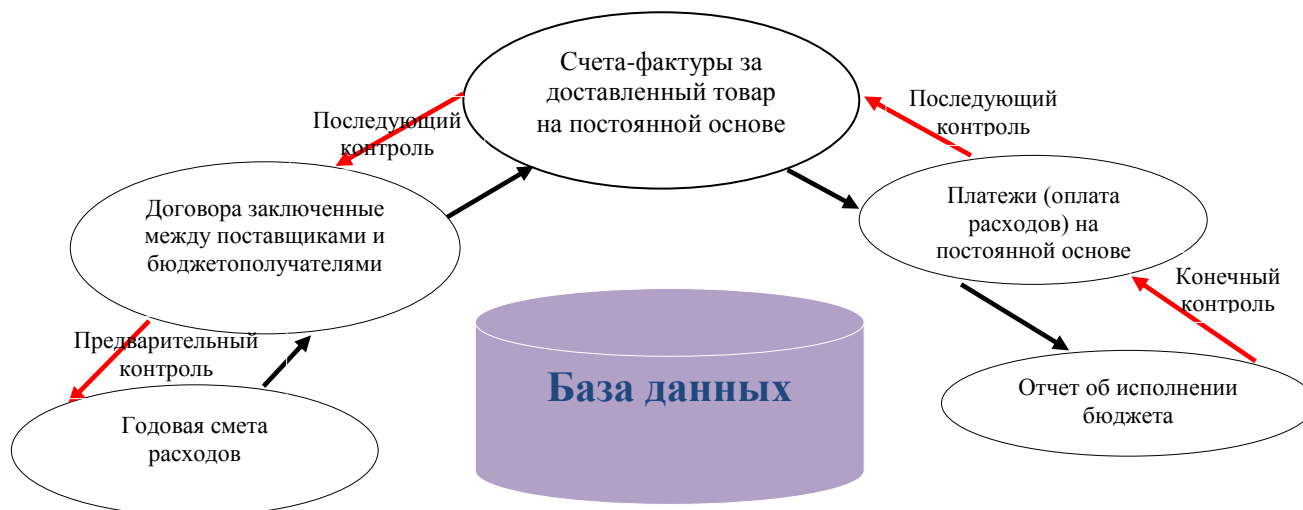 Счета-фактуры за
доставленный товар
на постоянной основе
Последующий
контроль
Последующий
контроль
Договора заключенные
между поставщиками и
бюджетополучателями
Платежи (оплата
расходов) на
постоянной основе
Конечный
контроль
Предварительный
контроль
База данных
Отчет об исполнении
бюджета
Годовая смета
расходов